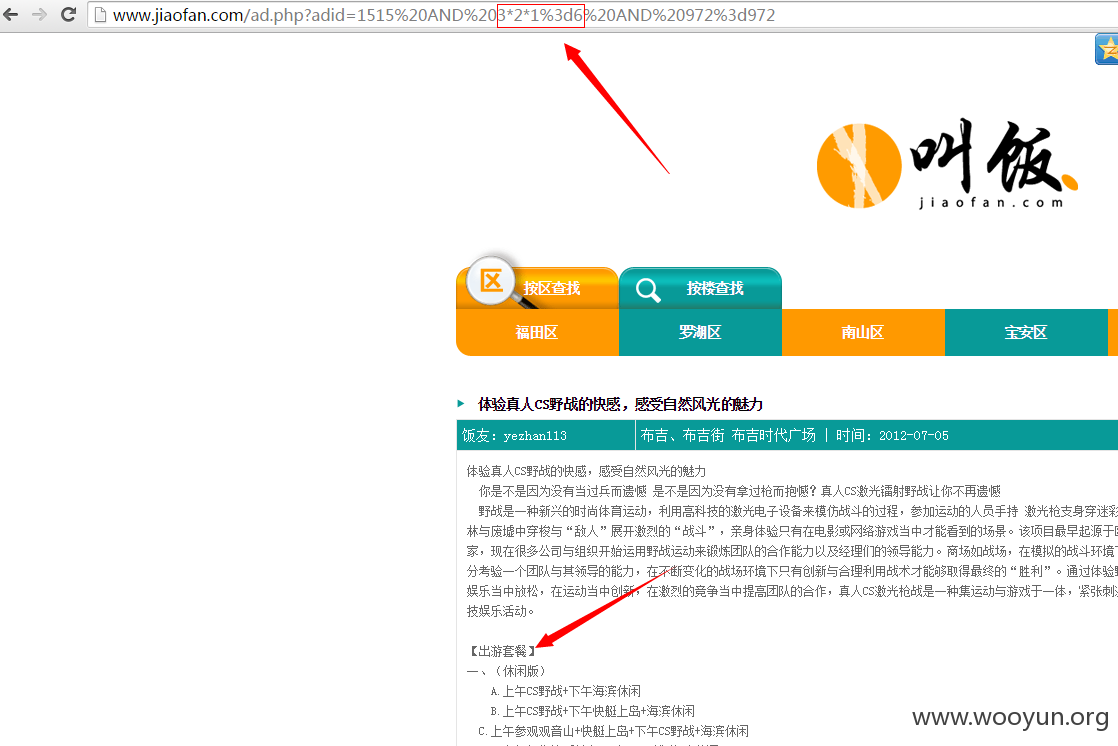 www.jiaofan.com/ad.php?adid=1515%20AND%203*2*1%3d6%20AND%20972%3d972
叫饭
jiaofan.com
区 按区查找 按楼查找
福田区 罗湖区 南山区 宝安区
体验真人CS野战的快感，感受自然风光的魅力
饭友：yezhan113 布吉、布吉街 布吉时代广场 | 时间：2012-07-05
体验真人CS野战的快感，感受自然风光的魅力
你是不是因为没有当过兵而遗憾 是不是因为没有拿过枪而抱憾？真人CS激光镭射野战让你不再遗憾
野战是一种新兴的时尚体育运动，利用高科技的激光电子设备来模仿战斗的过程，参加运动的人员手持 激光枪支身穿迷彩
林与废墟中穿梭与“敌人”展开激烈的“战斗”，亲身体验只有在电影或网络游戏当中才能看到的场景。该项目最早起源于
家，现在很多公司与组织开始运用野战运动来锻炼团队的合作能力以及经理们的领导能力。商场如战场，在模拟的战斗环境
分考验一个团队与其领导的能力，在不断变化的战场环境下只有创新与合理利用战术才能够取得最终的“胜利”。通过体验
娱乐当中放松，在运动当中创新，在激烈的竞争当中提高团队的合作，真人CS激光枪战是一种集运动与游戏于一体，紧张刺
技娱乐活动。
【出游套餐】
一、（休闲版）
A.上午CS野战+下午海滨休闲
B.上午CS野战+下午快艇上岛+海滨休闲
C.上午参观观音山+快艇上岛+下午CS野战+海滨休闲
www.wooyun.org